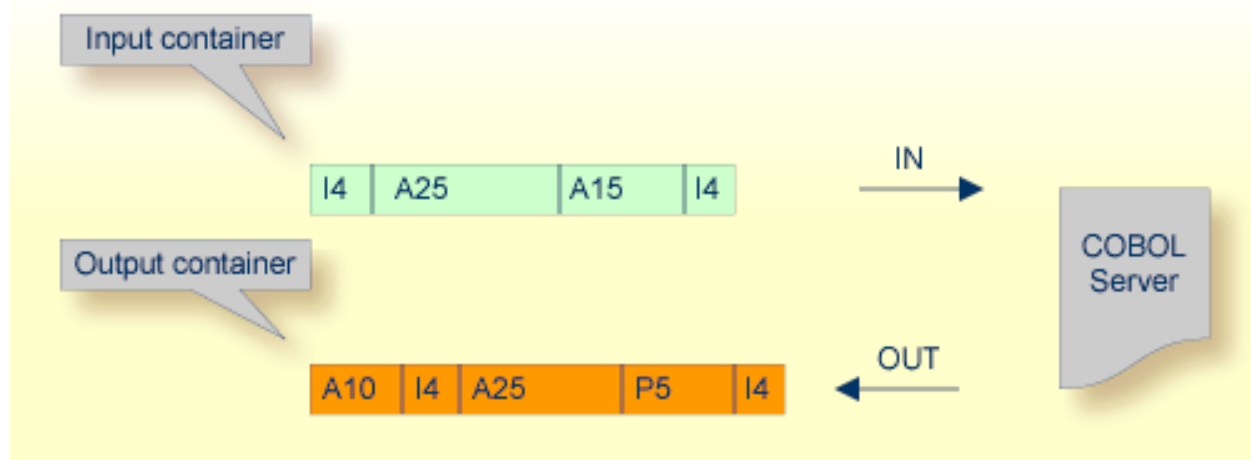 Input container
I4 A25 A15 I4
IN
Output container
COBOL
Server
A10 I4 A25 P5 I4
OUT